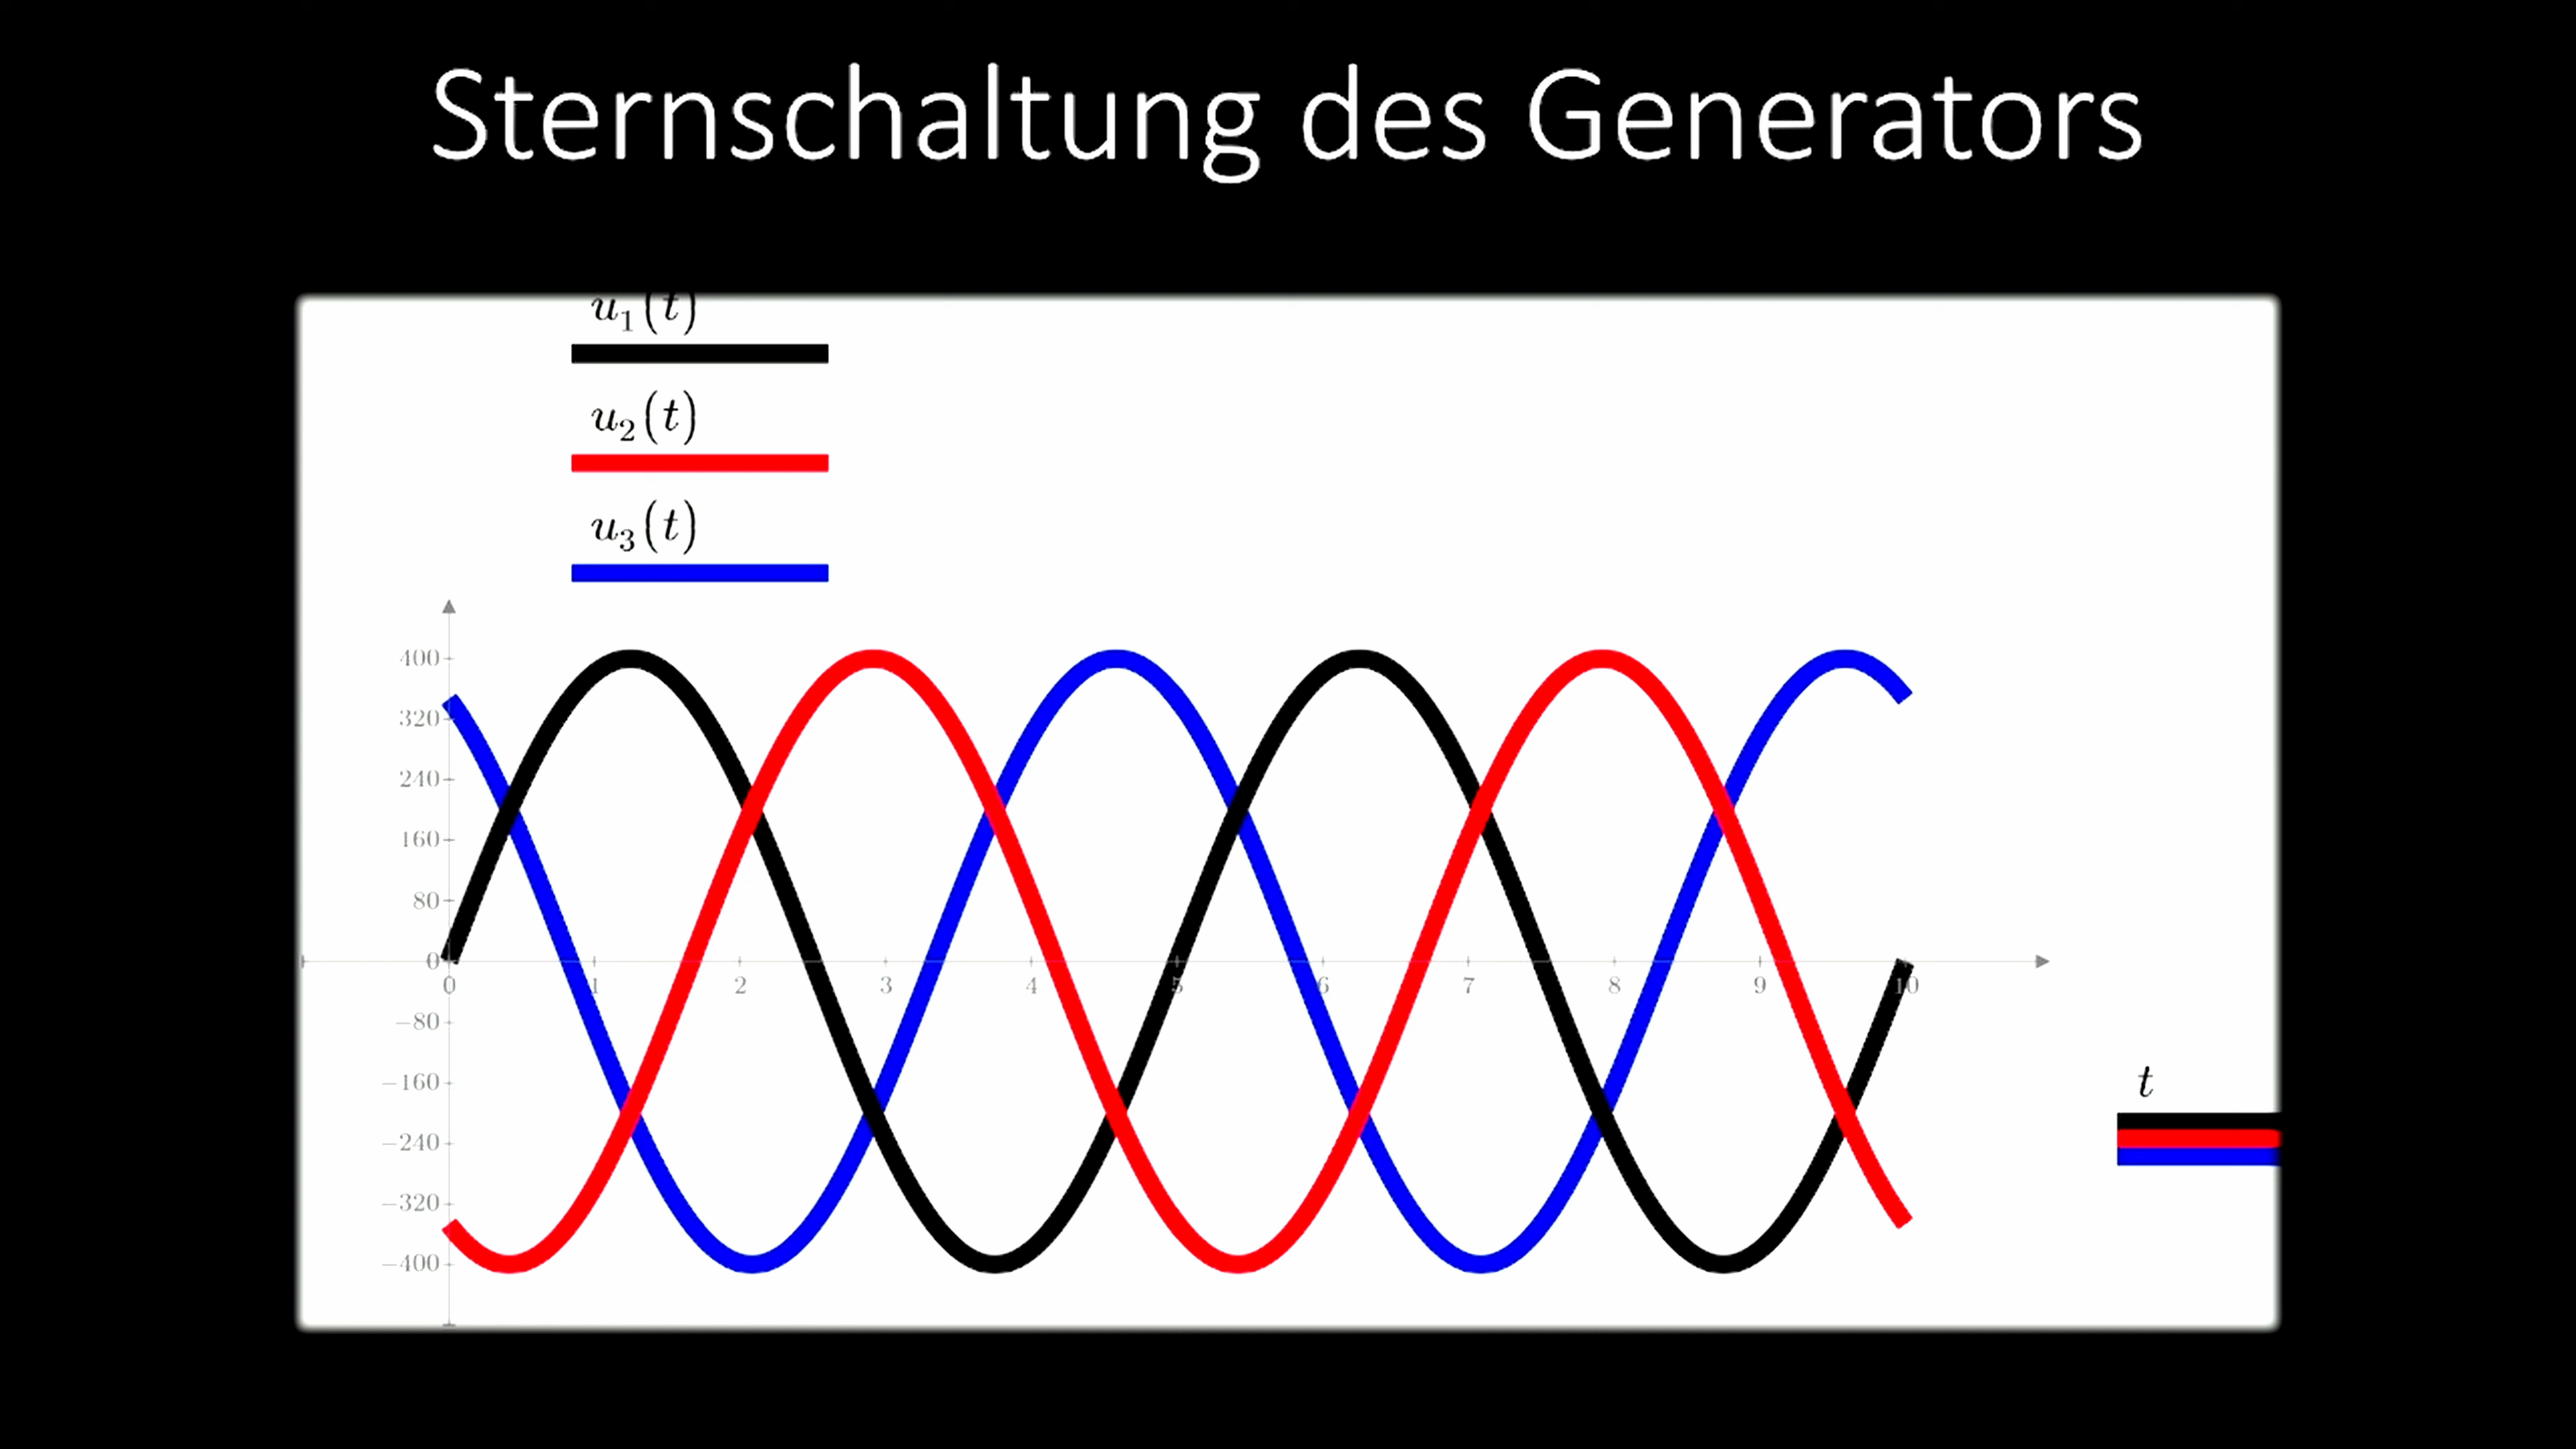 Sternschaltung des Generators
u₁(t)
u₂(t)
u₃(t)
400
320
240
160
80
0
0 1 2 3 4 5 6 7 8 9 10
−80
t
−160
−240
−320
−400